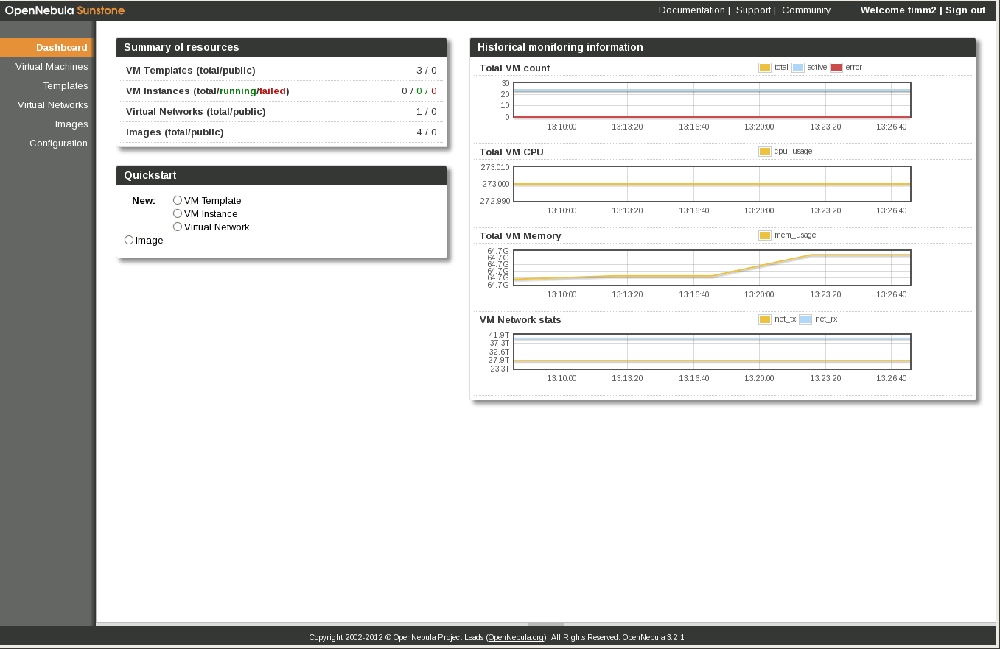 OpenNebula Sunstone
Documentation | Support | Community Welcome timm2 | Sign out
Dashboard
Virtual Machines
Templates
Virtual Networks
Images
Configuration
Summary of resources
VM Templates (total/public) 3 / 0
VM Instances (total/running/failed) 0 / 0 / 0
Virtual Networks (total/public) 1 / 0
Images (total/public) 4 / 0
Quickstart
New: VM Template
VM Instance
Virtual Network
Image
Historical monitoring information
Total VM count total active error
30
20
10
0
13:10:00 13:13:20 13:16:40 13:20:00 13:23:20 13:26:40
Total VM CPU cpu_usage
273.010
273.000
272.990
13:10:00 13:13:20 13:16:40 13:20:00 13:23:20 13:26:40
Total VM Memory mem_usage
64.7G
64.7G
64.7G
64.7G
64.7G
64.7G
13:10:00 13:13:20 13:16:40 13:20:00 13:23:20 13:26:40
VM Network stats net_tx net_rx
41.9T
37.3T
32.6T
27.9T
23.3T
13:10:00 13:13:20 13:16:40 13:20:00 13:23:20 13:26:40
Copyright 2002-2012 © OpenNebula Project Leads (OpenNebula.org). All Rights Reserved. OpenNebula 3.2.1